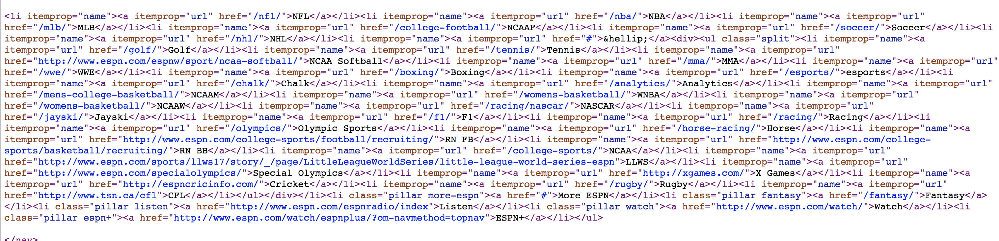 <li itemprop="name"><a itemprop="url" href="/nfl/">NFL</a></li><li itemprop="name"><a itemprop="url" href="/nba/">NBA</a></li><li itemprop="name"><a itemprop="url"
href="/mlb/">MLB</a></li><li itemprop="name"><a itemprop="url" href="/college-football/">NCAAF</a></li><li itemprop="name"><a itemprop="url" href="/soccer/">Soccer</a></li><li
itemprop="name"><a itemprop="url" href="/nhl/">NHL</a></li><li itemprop="name"><a itemprop="url" href="#">&hellip;</a><div><ul class="split"><li itemprop="name"><a
itemprop="url" href="/golf/">Golf</a></li><li itemprop="name"><a itemprop="url" href="/tennis/">Tennis</a></li><li itemprop="name"><a itemprop="url"
href="http://www.espn.com/espnw/sport/ncaa-softball/">NCAA Softball</a></li><li itemprop="name"><a itemprop="url" href="/mma/">MMA</a></li><li itemprop="name"><a itemprop="url"
href="/wwe/">WWE</a></li><li itemprop="name"><a itemprop="url" href="/boxing/">Boxing</a></li><li itemprop="name"><a itemprop="url" href="/esports/">esports</a></li><li
itemprop="name"><a itemprop="url" href="/chalk/">Chalk</a></li><li itemprop="name"><a itemprop="url" href="/analytics/">Analytics</a></li><li itemprop="name"><a itemprop="url"
href="/mens-college-basketball/">NCAAM</a></li><li itemprop="name"><a itemprop="url" href="/womens-basketball/">WNBA</a></li><li itemprop="name"><a itemprop="url"
href="/womens-basketball/">NCAAW</a></li><li itemprop="name"><a itemprop="url" href="/racing/nascar/">NASCAR</a></li><li itemprop="name"><a itemprop="url"
href="/jayski/">Jayski</a></li><li itemprop="name"><a itemprop="url" href="/f1/">F1</a></li><li itemprop="name"><a itemprop="url" href="/racing/">Racing</a></li><li
itemprop="name"><a itemprop="url" href="/olympics/">Olympic Sports</a></li><li itemprop="name"><a itemprop="url" href="/horse-racing/">Horse</a></li><li itemprop="name"><a
itemprop="url" href="http://www.espn.com/college-sports/football/recruiting/">RN FB</a></li><li itemprop="name"><a itemprop="url" href="http://www.espn.com/college-
sports/basketball/recruiting/">RN BB</a></li><li itemprop="name"><a itemprop="url" href="/college-sports/">NCAA</a></li><li itemprop="name"><a itemprop="url"
href="http://www.espn.com/sports/llws17/story/_/page/LittleLeagueWorldSeries/little-league-world-series-espn">LLWS</a></li><li itemprop="name"><a itemprop="url"
href="http://www.espn.com/specialolympics/">Special Olympics</a></li><li itemprop="name"><a itemprop="url" href="http://xgames.com/">X Games</a></li><li itemprop="name"><a
itemprop="url" href="http://espncricinfo.com/">Cricket</a></li><li itemprop="name"><a itemprop="url" href="/rugby/">Rugby</a></li><li itemprop="name"><a itemprop="url"
href="http://www.tsn.ca/cfl">CFL</a></li></ul></div></li><li class="pillar more-espn"><a href="#">More ESPN</a></li><li class="pillar fantasy"><a href="/fantasy/">Fantasy</a>
</li><li class="pillar listen"><a href="http://www.espn.com/espnradio/index">Listen</a></li><li class="pillar watch"><a href="http://www.espn.com/watch/">Watch</a></li><li
class="pillar espn+"><a href="http://www.espn.com/watch/espnplus/?om-navmethod=topnav">ESPN+</a></li></ul>
</nav>